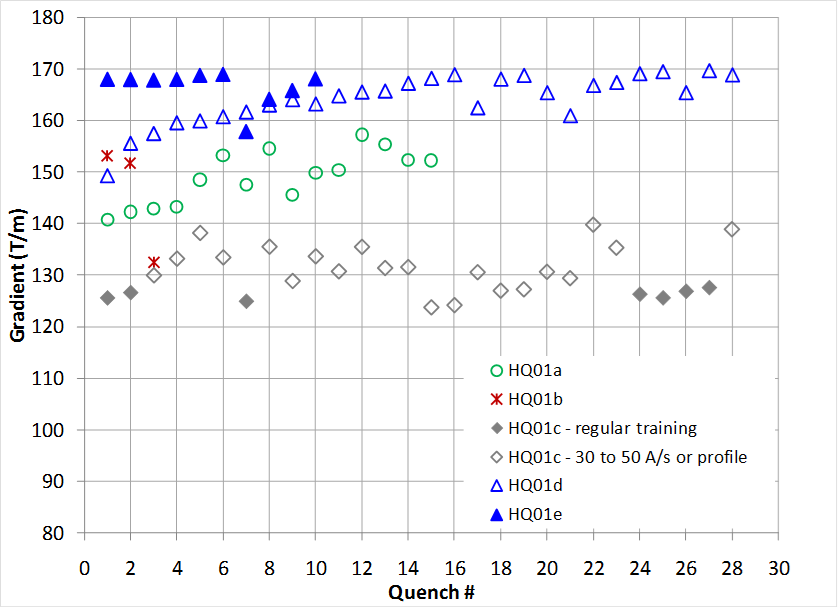 180
170
160
150
140
130
120
110
100
90
80
Gradient (T/m)
HQ01a
HQ01b
HQ01c - regular training
HQ01c - 30 to 50 A/s or profile
HQ01d
HQ01e
0 2 4 6 8 10 12 14 16 18 20 22 24 26 28 30
Quench #